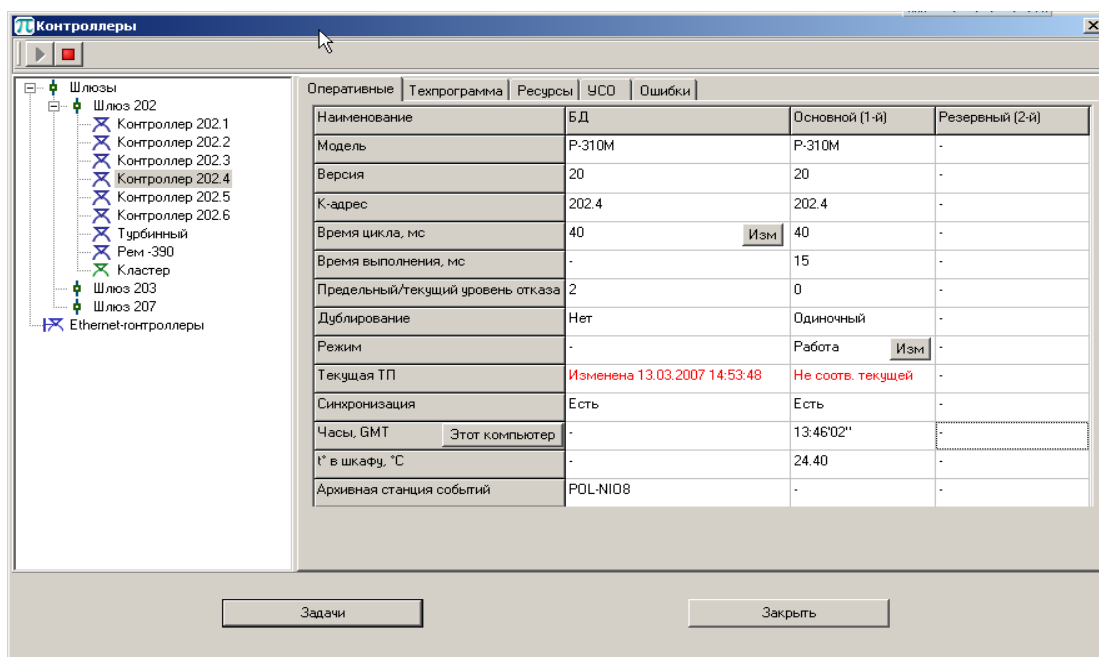 Контроллеры
Шлюзы
Шлюз 202
Контроллер 202.1
Контроллер 202.2
Контроллер 202.3
Контроллер 202.4
Контроллер 202.5
Контроллер 202.6
Турбинный
Рем -390
Кластер
Шлюз 203
Шлюз 207
Ethernet-гонтроллеры
Оперативные Техпрограмма Ресурсы УСО Ошибки
Наименование БД Основной (1-й) Резервный (2-й)
Модель Р-310М Р-310М -
Версия 20 20 -
К-адрес 202.4 202.4 -
Время цикла, мс 40 Изм 40 -
Время выполнения, мс - 15 -
Предельный/текущий уровень отказа 2 0 -
Дублирование Нет Одиночный -
Режим - Работа Изм -
Текущая ТП Изменена 13.03.2007 14:53:48 Не соотв. текущей -
Синхронизация Есть Есть -
Часы, GMT Этот компьютер - 13:46'02'' -
t° в шкафу, °C - 24.40 -
Архивная станция событий POL-NIO8 - -
Задачи Закрыть